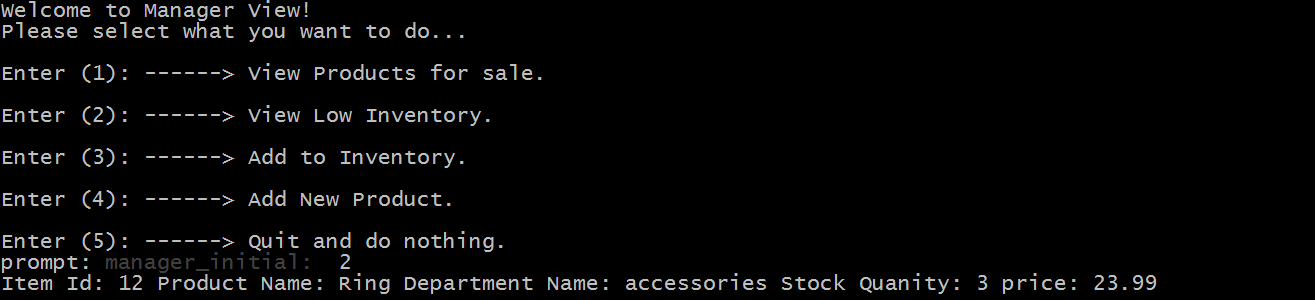 Welcome to Manager View!
Please select what you want to do...
Enter (1): ------> View Products for sale.
Enter (2): ------> View Low Inventory.
Enter (3): ------> Add to Inventory.
Enter (4): ------> Add New Product.
Enter (5): ------> Quit and do nothing.
prompt: manager_initial:  2
Item Id: 12 Product Name: Ring Department Name: accessories Stock Quanity: 3 price: 23.99